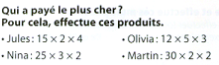 Qui a payé le plus cher ?
Pour cela, effectue ces produits.
• Jules : 15 × 2 × 4 • Olivia : 12 × 5 × 3
• Nina : 25 × 3 × 2 • Martin : 30 × 2 × 2